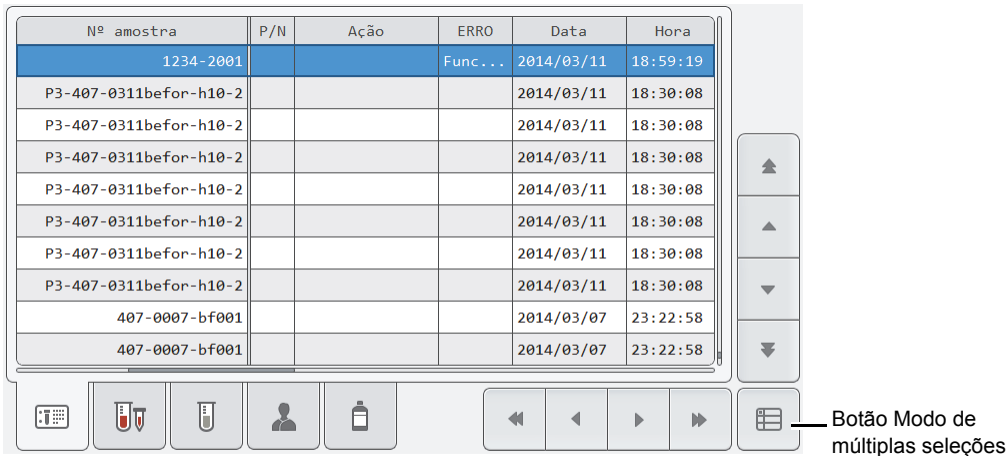 Nº amostra P/N Ação ERRO Data Hora
1234-2001 Func... 2014/03/11 18:59:19
P3-407-0311befor-h10-2 2014/03/11 18:30:08
P3-407-0311befor-h10-2 2014/03/11 18:30:08
P3-407-0311befor-h10-2 2014/03/11 18:30:08
P3-407-0311befor-h10-2 2014/03/11 18:30:08
P3-407-0311befor-h10-2 2014/03/11 18:30:08
P3-407-0311befor-h10-2 2014/03/11 18:30:08
P3-407-0311befor-h10-2 2014/03/11 18:30:08
407-0007-bf001 2014/03/07 23:22:58
407-0007-bf001 2014/03/07 23:22:58
Botão Modo de
múltiplas seleções